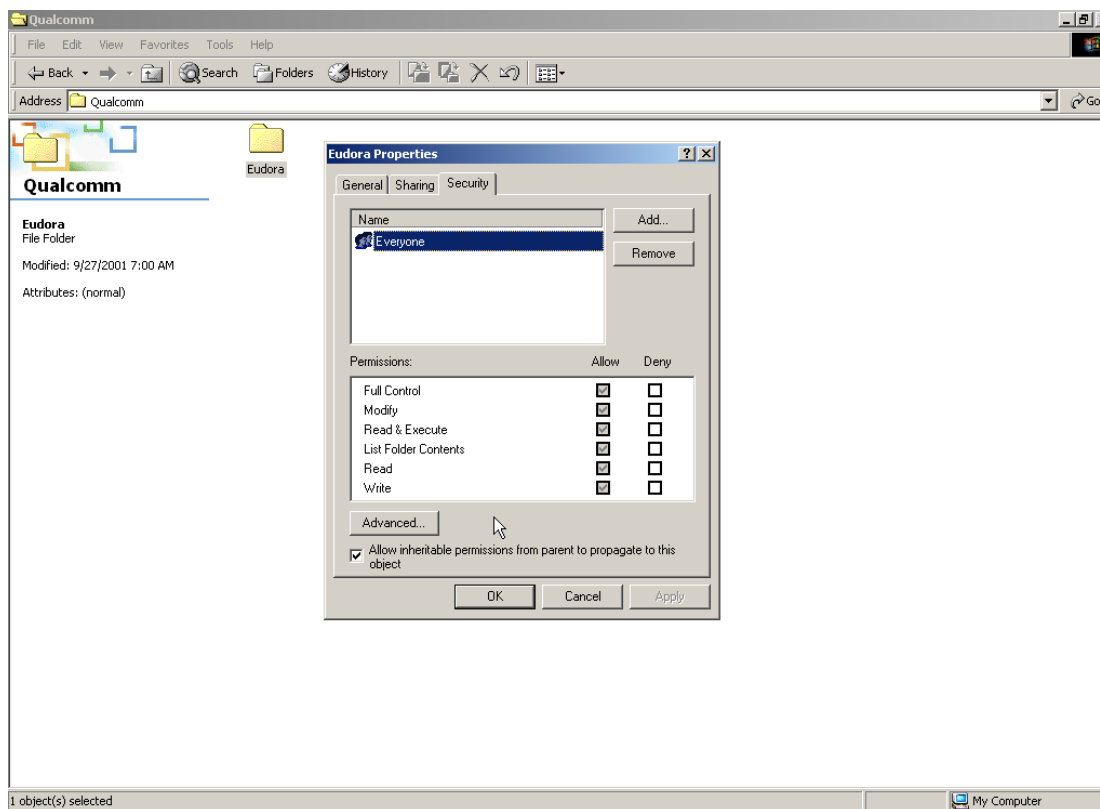 Qualcomm
File Edit View Favorites Tools Help
Back Search Folders History
Address Qualcomm Go
Qualcomm
Eudora
File Folder
Modified: 9/27/2001 7:00 AM
Attributes: (normal)
Eudora
Eudora Properties
General Sharing Security
Name
Everyone
Add...
Remove
Permissions: Allow Deny
Full Control
Modify
Read & Execute
List Folder Contents
Read
Write
Advanced...
Allow inheritable permissions from parent to propagate to this
object
OK Cancel Apply
1 object(s) selected My Computer